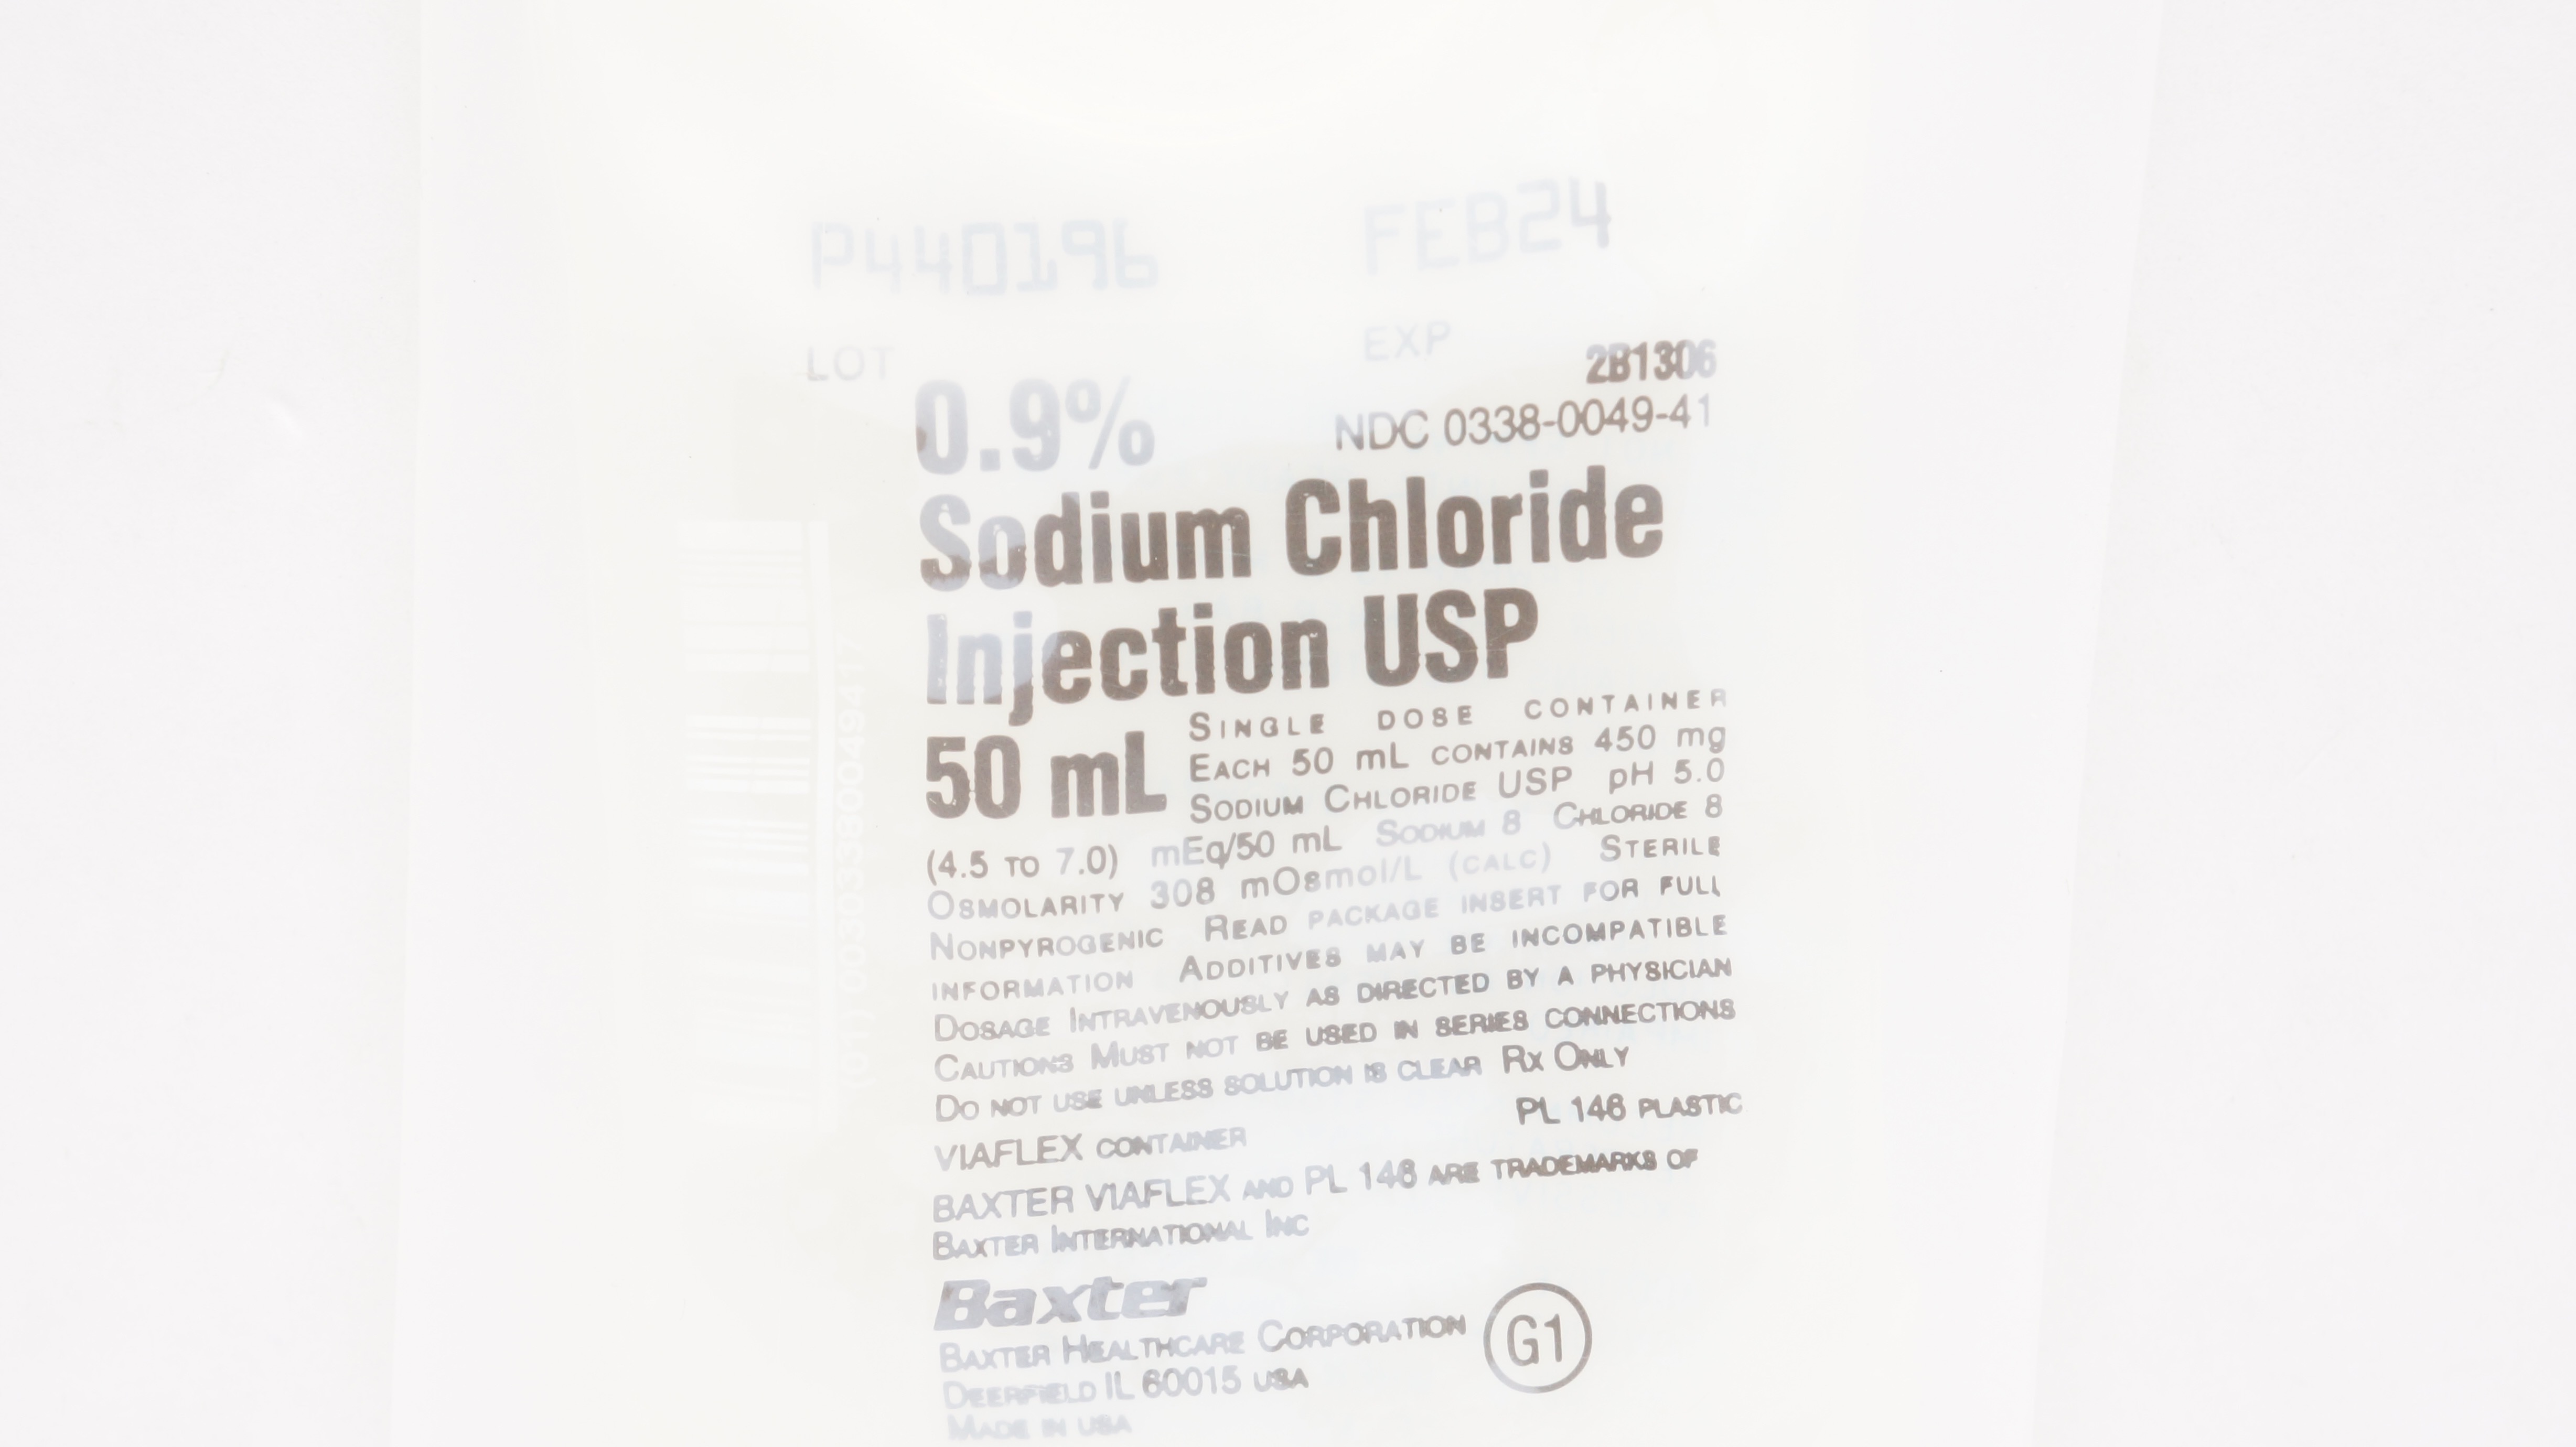 P440196 FEB24
LOT EXP
2B1306
0.9% NDC 0338-0049-41
Sodium Chloride
Injection USP
50 mL SINGLE DOSE CONTAINER
EACH 50 mL CONTAINS 450 mg
SODIUM CHLORIDE USP pH 5.0
(4.5 TO 7.0) mEq/50 mL SODIUM 8 CHLORIDE 8
OSMOLARITY 308 mOsmol/L (CALC) STERILE
NONPYROGENIC READ PACKAGE INSERT FOR FULL
INFORMATION ADDITIVES MAY BE INCOMPATIBLE
DOSAGE INTRAVENOUSLY AS DIRECTED BY A PHYSICIAN
CAUTIONS MUST NOT BE USED IN SERIES CONNECTIONS
DO NOT USE UNLESS SOLUTION IS CLEAR Rx ONLY
VIAFLEX CONTAINER PL 146 PLASTIC
BAXTER VIAFLEX AND PL 146 ARE TRADEMARKS OF
BAXTER INTERNATIONAL INC
Baxter
BAXTER HEALTHCARE CORPORATION G1
DEERFIELD IL 60015 USA
MADE IN USA
(01) 00303380049417